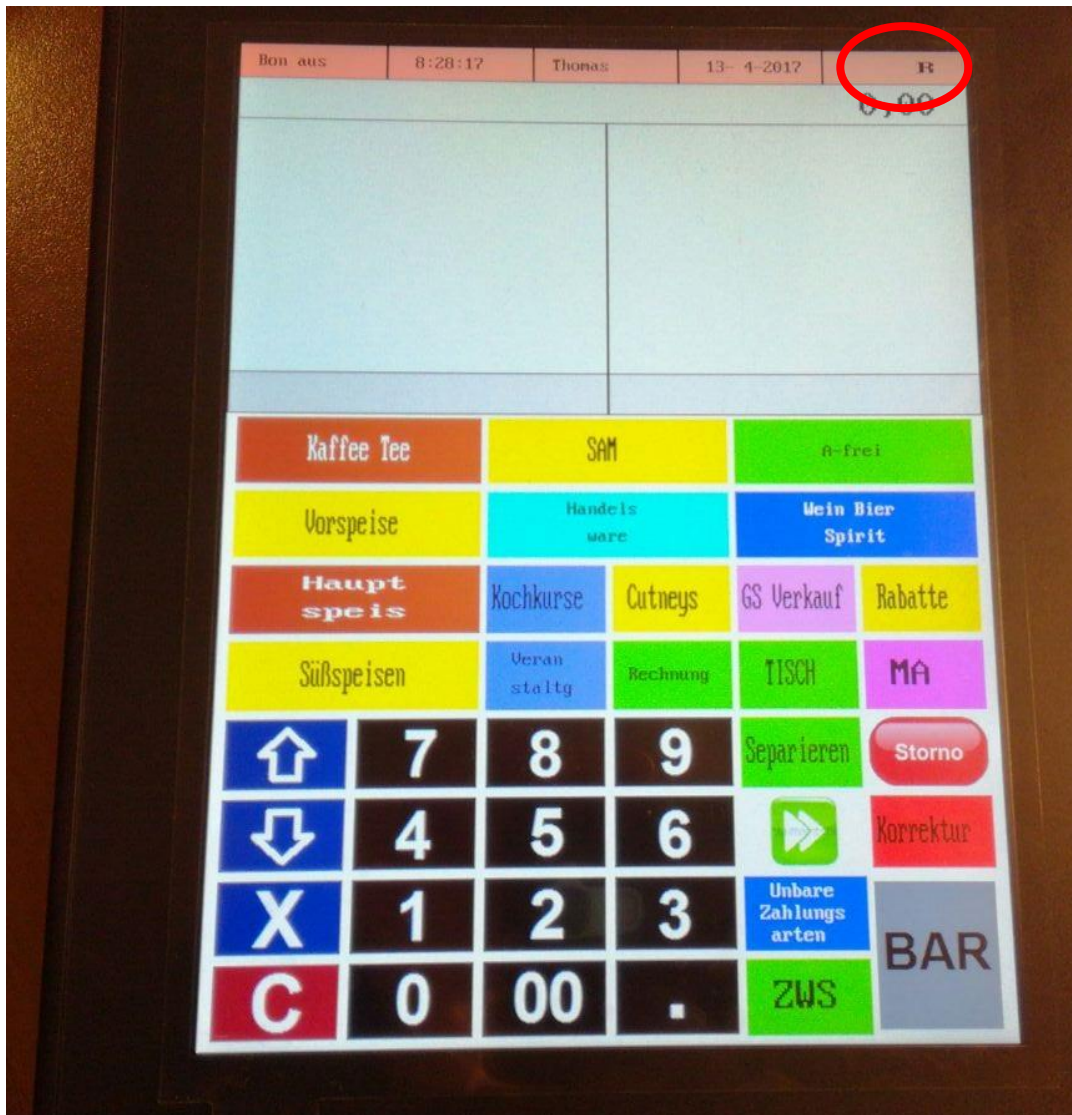 Bon aus 8:28:17 Thomas 13- 4-2017 R
0,00
Kaffee Tee SAM A-frei
Vorspeise Handels ware Wein Bier Spirit
Haupt speis Kochkurse Cutneys GS Verkauf Rabatte
Süßspeisen Veran staltg Rechnung TISCH MA
7 8 9 Separieren Storno
4 5 6 Korrektur
X 1 2 3 Unbare Zahlungs arten BAR
C 0 00 . ZWS